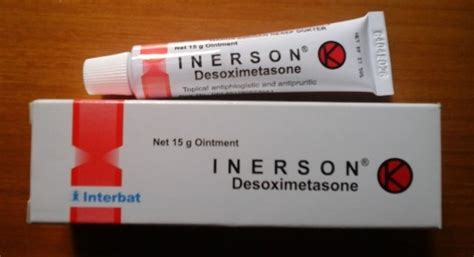 Net 15 g Ointment
INERSON®
Desoximetasone
Topical antiphlogistic and antipruritic
K
Net 15 g Ointment
INERSON®
Desoximetasone
K
Interbat